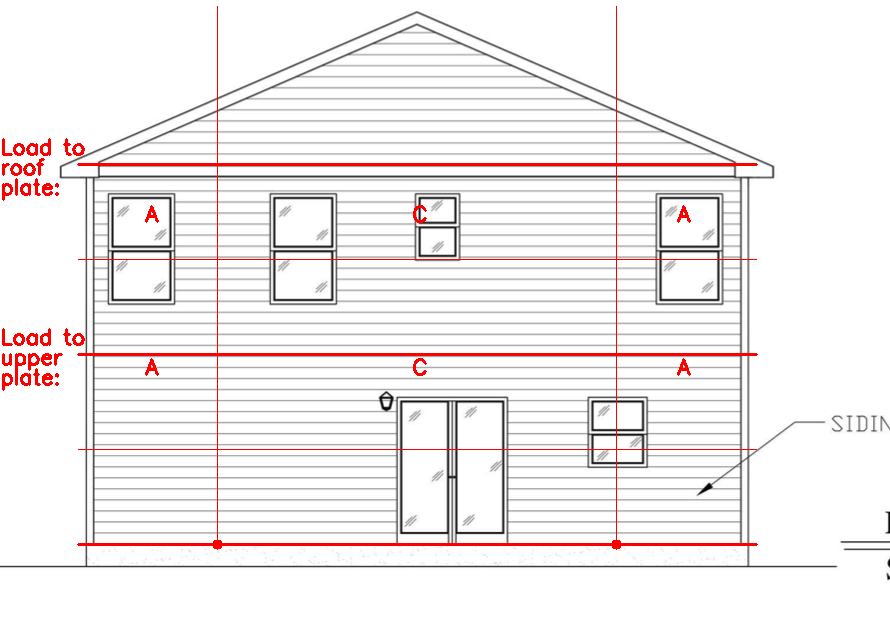 Load to
roof
plate:
A C A
Load to
upper
plate:
A C A
SIDIN